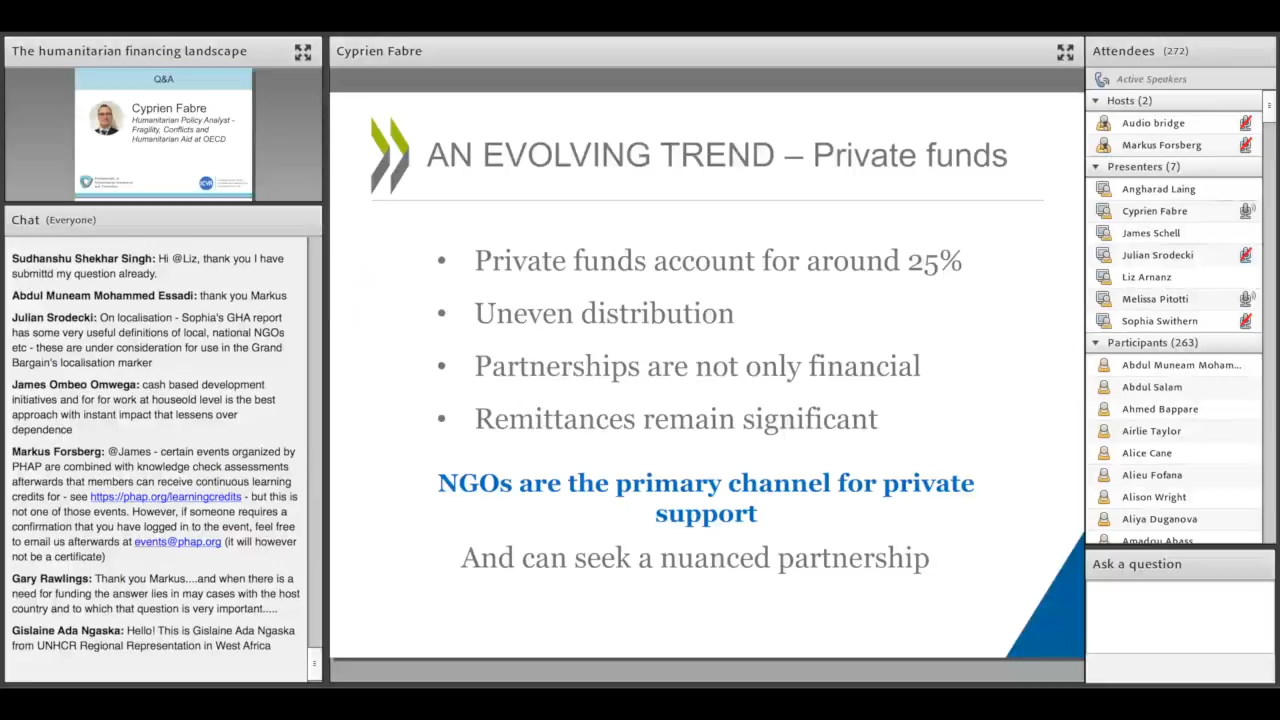 The humanitarian financing landscape
Q&A
Cyprien Fabre
Humanitarian Policy Analyst -
Fragility, Conflicts and
Humanitarian Aid at OECD
Chat (Everyone)
Sudhanshu Shekhar Singh: Hi @Liz, thank you I have
submittd my question already.
Abdul Muneam Mohammed Essadi: thank you Markus
Julian Srodecki: On localisation - Sophia's GHA report
has some very useful definitions of local, national NGOs
etc - these are under consideration for use in the Grand
Bargain's localisation marker
James Ombeo Omwega: cash based development
initiatives and for for work at houseold level is the best
approach with instant impact that lessens over
dependence
Markus Forsberg: @James - certain events organized by
PHAP are combined with knowledge check assessments
afterwards that members can receive continuous learning
credits for - see https://phap.org/learningcredits - but this is
not one of those events. However, if someone requires a
confirmation that you have logged in to the event, feel free
to email us afterwards at events@phap.org (it will however
not be a certificate)
Gary Rawlings: Thank you Markus....and when there is a
need for funding the answer lies in may cases with the host
country and to which that question is very important.....
Gislaine Ada Ngaska: Hello! This is Gislaine Ada Ngaska
from UNHCR Regional Representation in West Africa
Cyprien Fabre
AN EVOLVING TREND – Private funds
• Private funds account for around 25%
• Uneven distribution
• Partnerships are not only financial
• Remittances remain significant
NGOs are the primary channel for private
support
And can seek a nuanced partnership
Attendees (272)
Active Speakers
Hosts (2)
Audio bridge
Markus Forsberg
Presenters (7)
Angharad Laing
Cyprien Fabre
James Schell
Julian Srodecki
Liz Arnanz
Melissa Pitotti
Sophia Swithern
Participants (263)
Abdul Muneam Moham...
Abdul Salam
Ahmed Bappare
Airlie Taylor
Alice Cane
Alieu Fofana
Alison Wright
Aliya Duganova
Amadou Abass
Ask a question